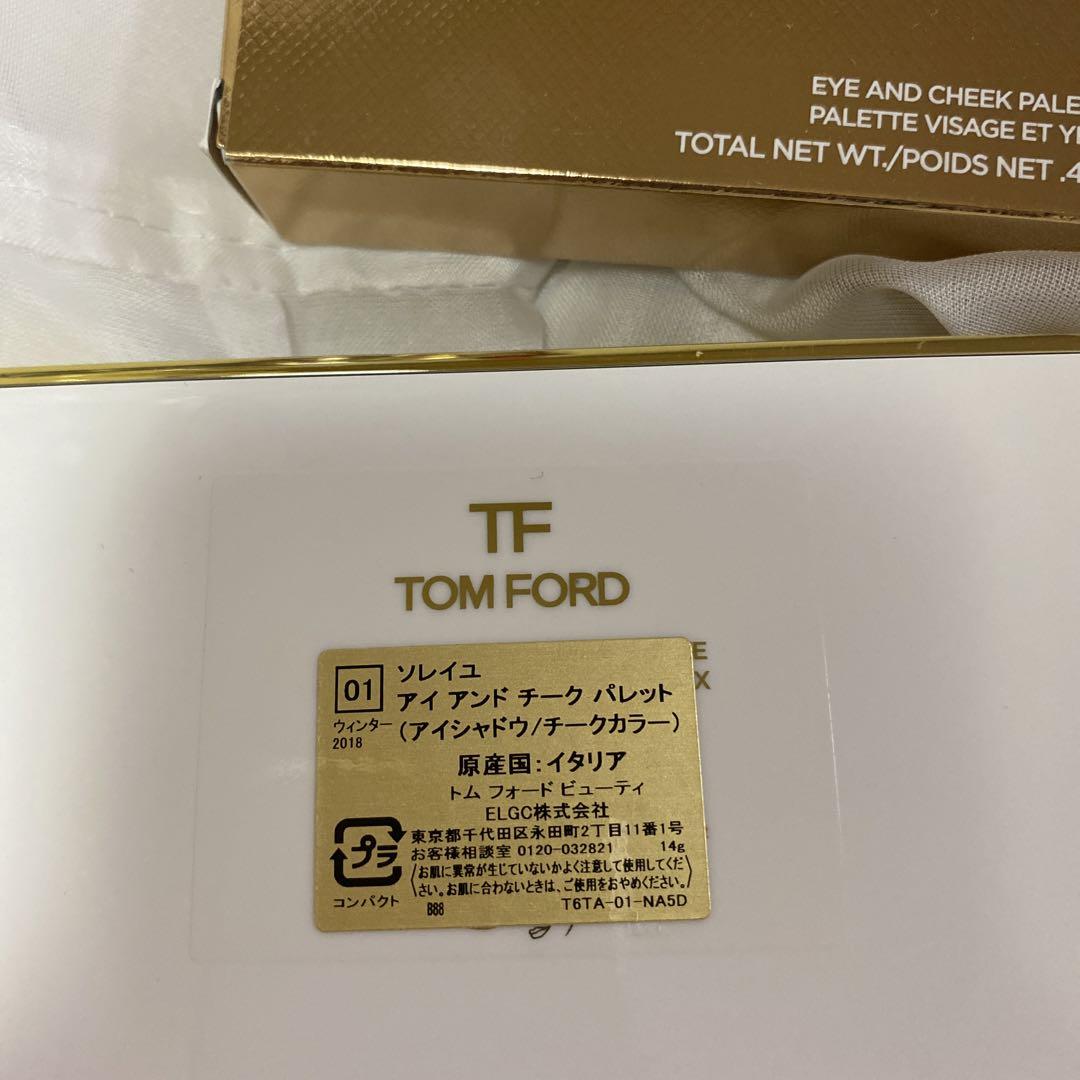 EYE AND CHEEK PALE
PALETTE VISAGE ET YE
TOTAL NET WT./POIDS NET .4
TF
TOM FORD
E
X
01
ウィンター
2018
ソレイユ
アイ アンド チーク パレット
(アイシャドウ/チークカラー)
原産国:イタリア
トム フォード ビューティ
ELGC株式会社
東京都千代田区永田町2丁目11番1号
お客様相談室 0120-032821 14g
お肌に異常が生じていないかよく注意して使用してくだ
さい。お肌に合わないときは、ご使用をおやめください。
プラ
コンパクト
B88
T6TA-01-NA5D